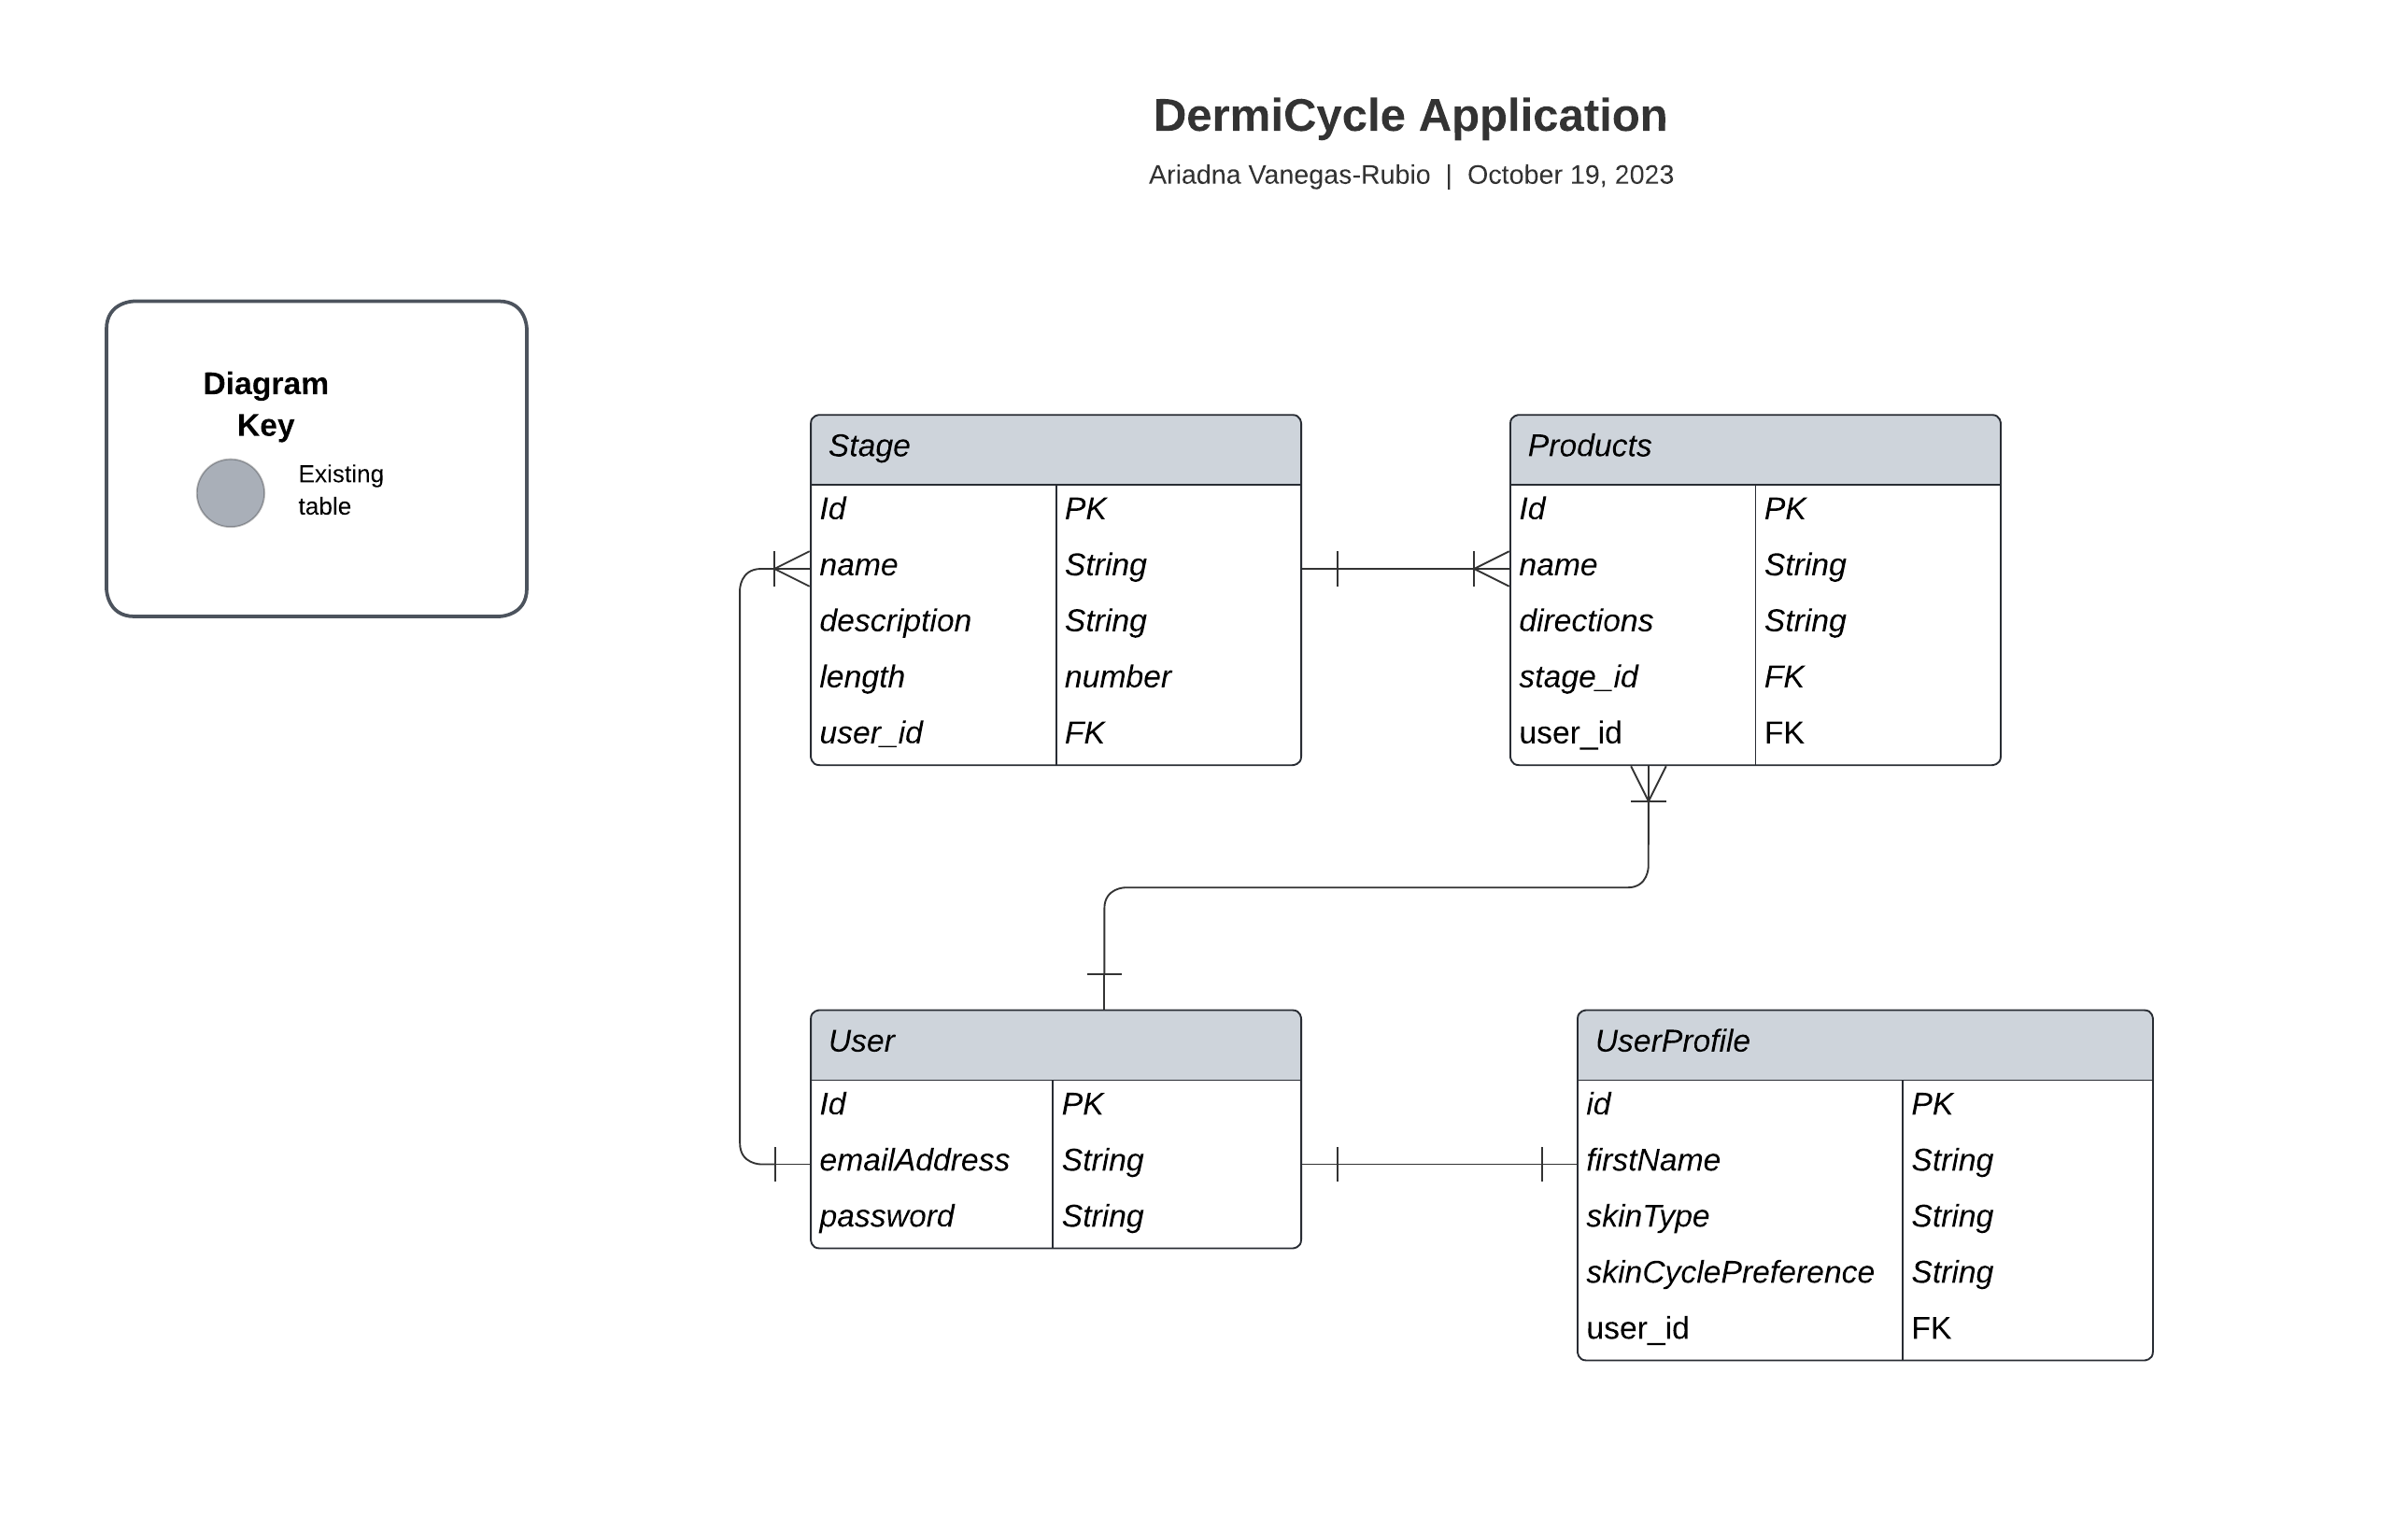 DermiCycle Application
Ariadna Vanegas-Rubio | October 19, 2023
Diagram
Key
Existing
table
Stage
Id PK
name String
description String
length number
user_id FK
Products
Id PK
name String
directions String
stage_id FK
user_id FK
User
Id PK
emailAddress String
password String
UserProfile
id PK
firstName String
skinType String
skinCyclePreference String
user_id FK